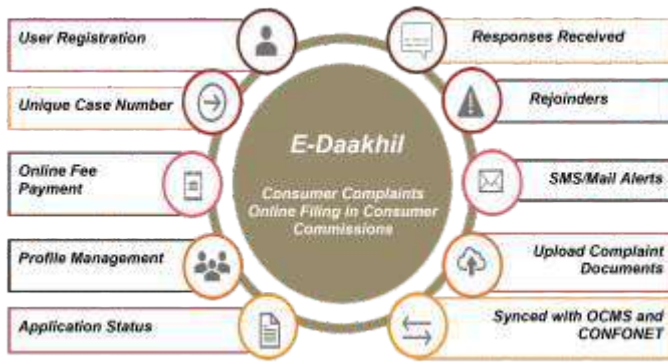 User Registration
Unique Case Number
Online Fee
Payment
Profile Management
Application Status
E-Daakhil
Consumer Complaints
Online Filing in Consumer
Commissions
Responses Received
Rejoinders
SMS/Mail Alerts
Upload Complaint
Documents
Synced with OCMS and
CONFONET